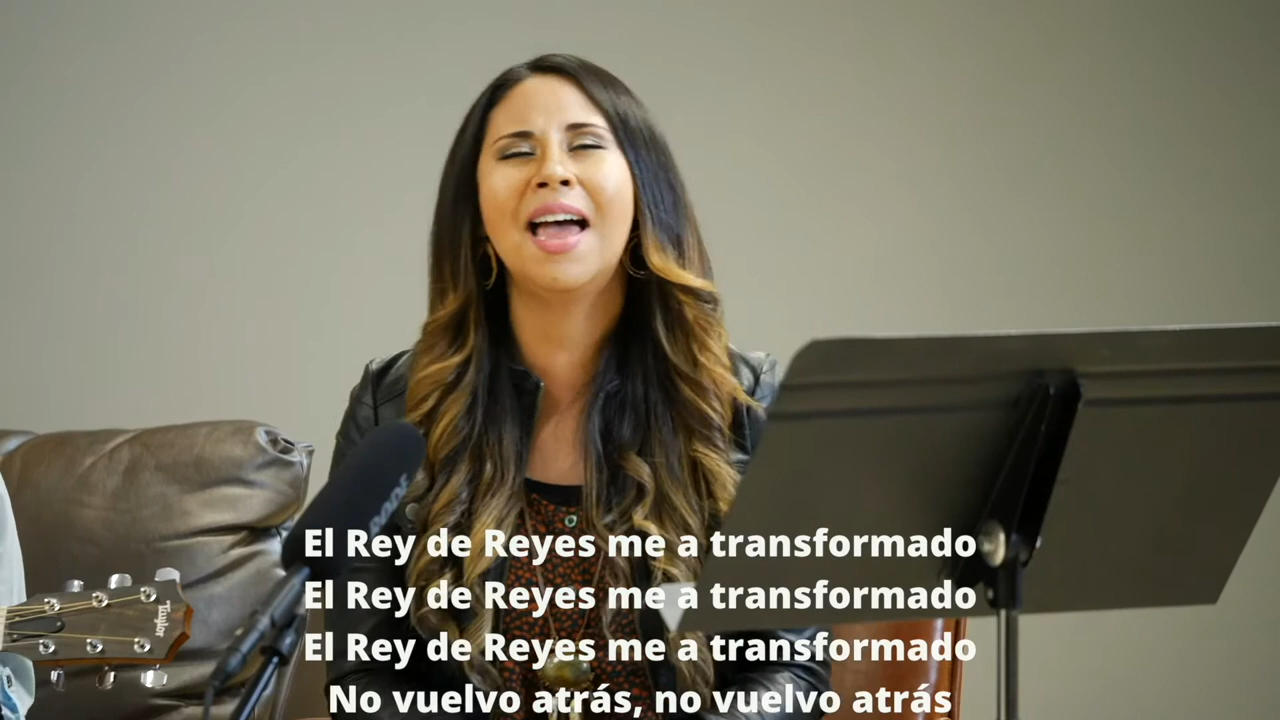 RODE
El Rey de Reyes me a transformado
El Rey de Reyes me a transformado
Taylor
El Rey de Reyes me a transformado
No vuelvo atrás, no vuelvo atrás